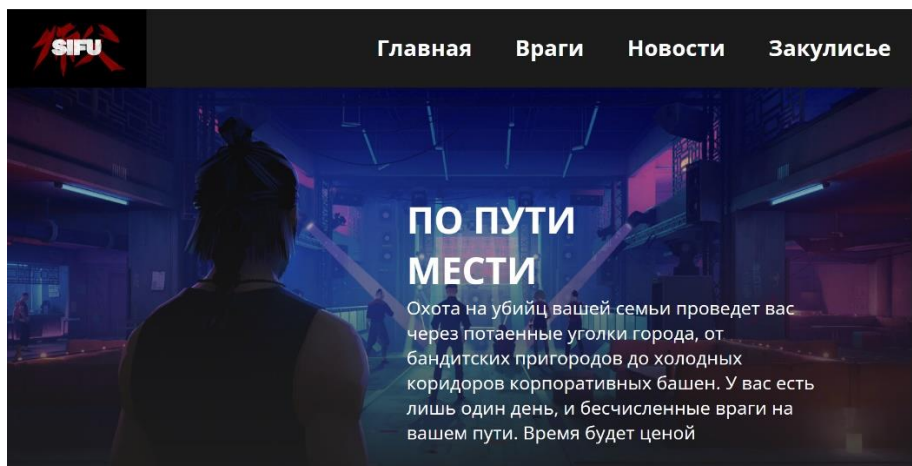 SIFU
Главная Враги Новости Закулисье
ПО ПУТИ
МЕСТИ
Охота на убийц вашей семьи проведет вас
через потаенные уголки города, от
бандитских пригородов до холодных
коридоров корпоративных башен. У вас есть
лишь один день, и бесчисленные враги на
вашем пути. Время будет ценой